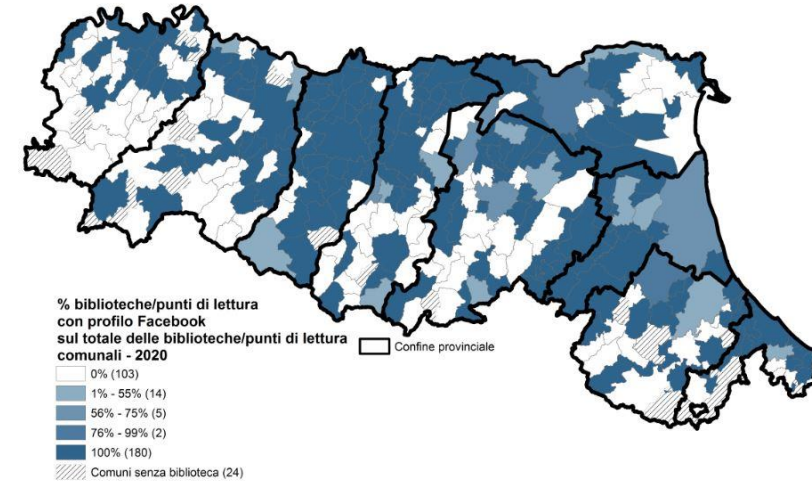 % biblioteche/punti di lettura
con profilo Facebook
sul totale delle biblioteche/punti di lettura
comunali - 2020
Confine provinciale
0% (103)
1% - 55% (14)
56% - 75% (5)
76% - 99% (2)
100% (180)
Comuni senza biblioteca (24)